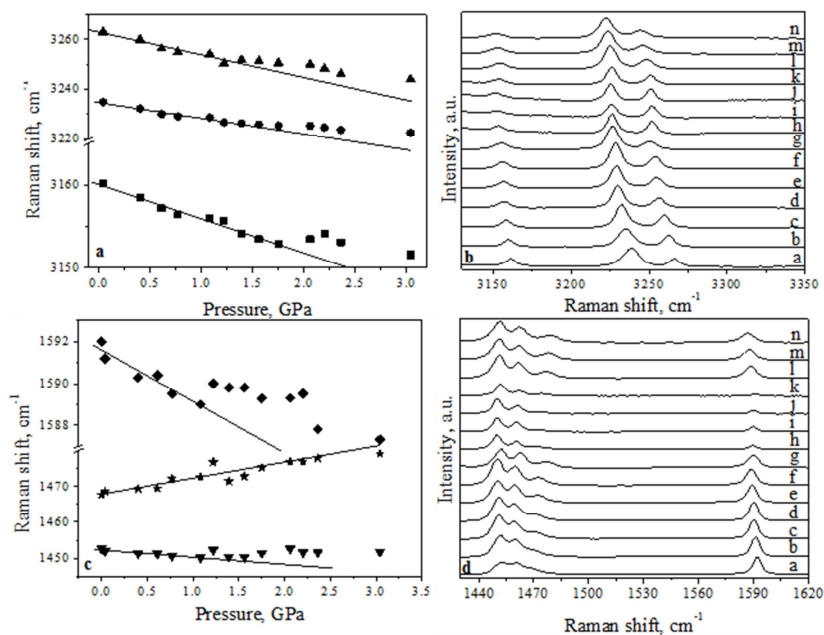 3260
3240
3220
3160
3150
Raman shift, cm⁻¹
a
0.0 0.5 1.0 1.5 2.0 2.5 3.0
Pressure, GPa
Intensity, a.u.
n
m
l
k
j
i
h
g
f
e
d
c
b
a
b
3150 3200 3250 3300 3350
Raman shift, cm⁻¹
1592
1590
1588
1470
1460
1450
Raman shift, cm⁻¹
c
0.0 0.5 1.0 1.5 2.0 2.5 3.0 3.5
Pressure, GPa
Intensity, a.u.
n
m
l
k
j
i
h
g
f
e
d
c
b
a
d
1440 1470 1500 1530 1560 1590 1620
Raman shift, cm⁻¹